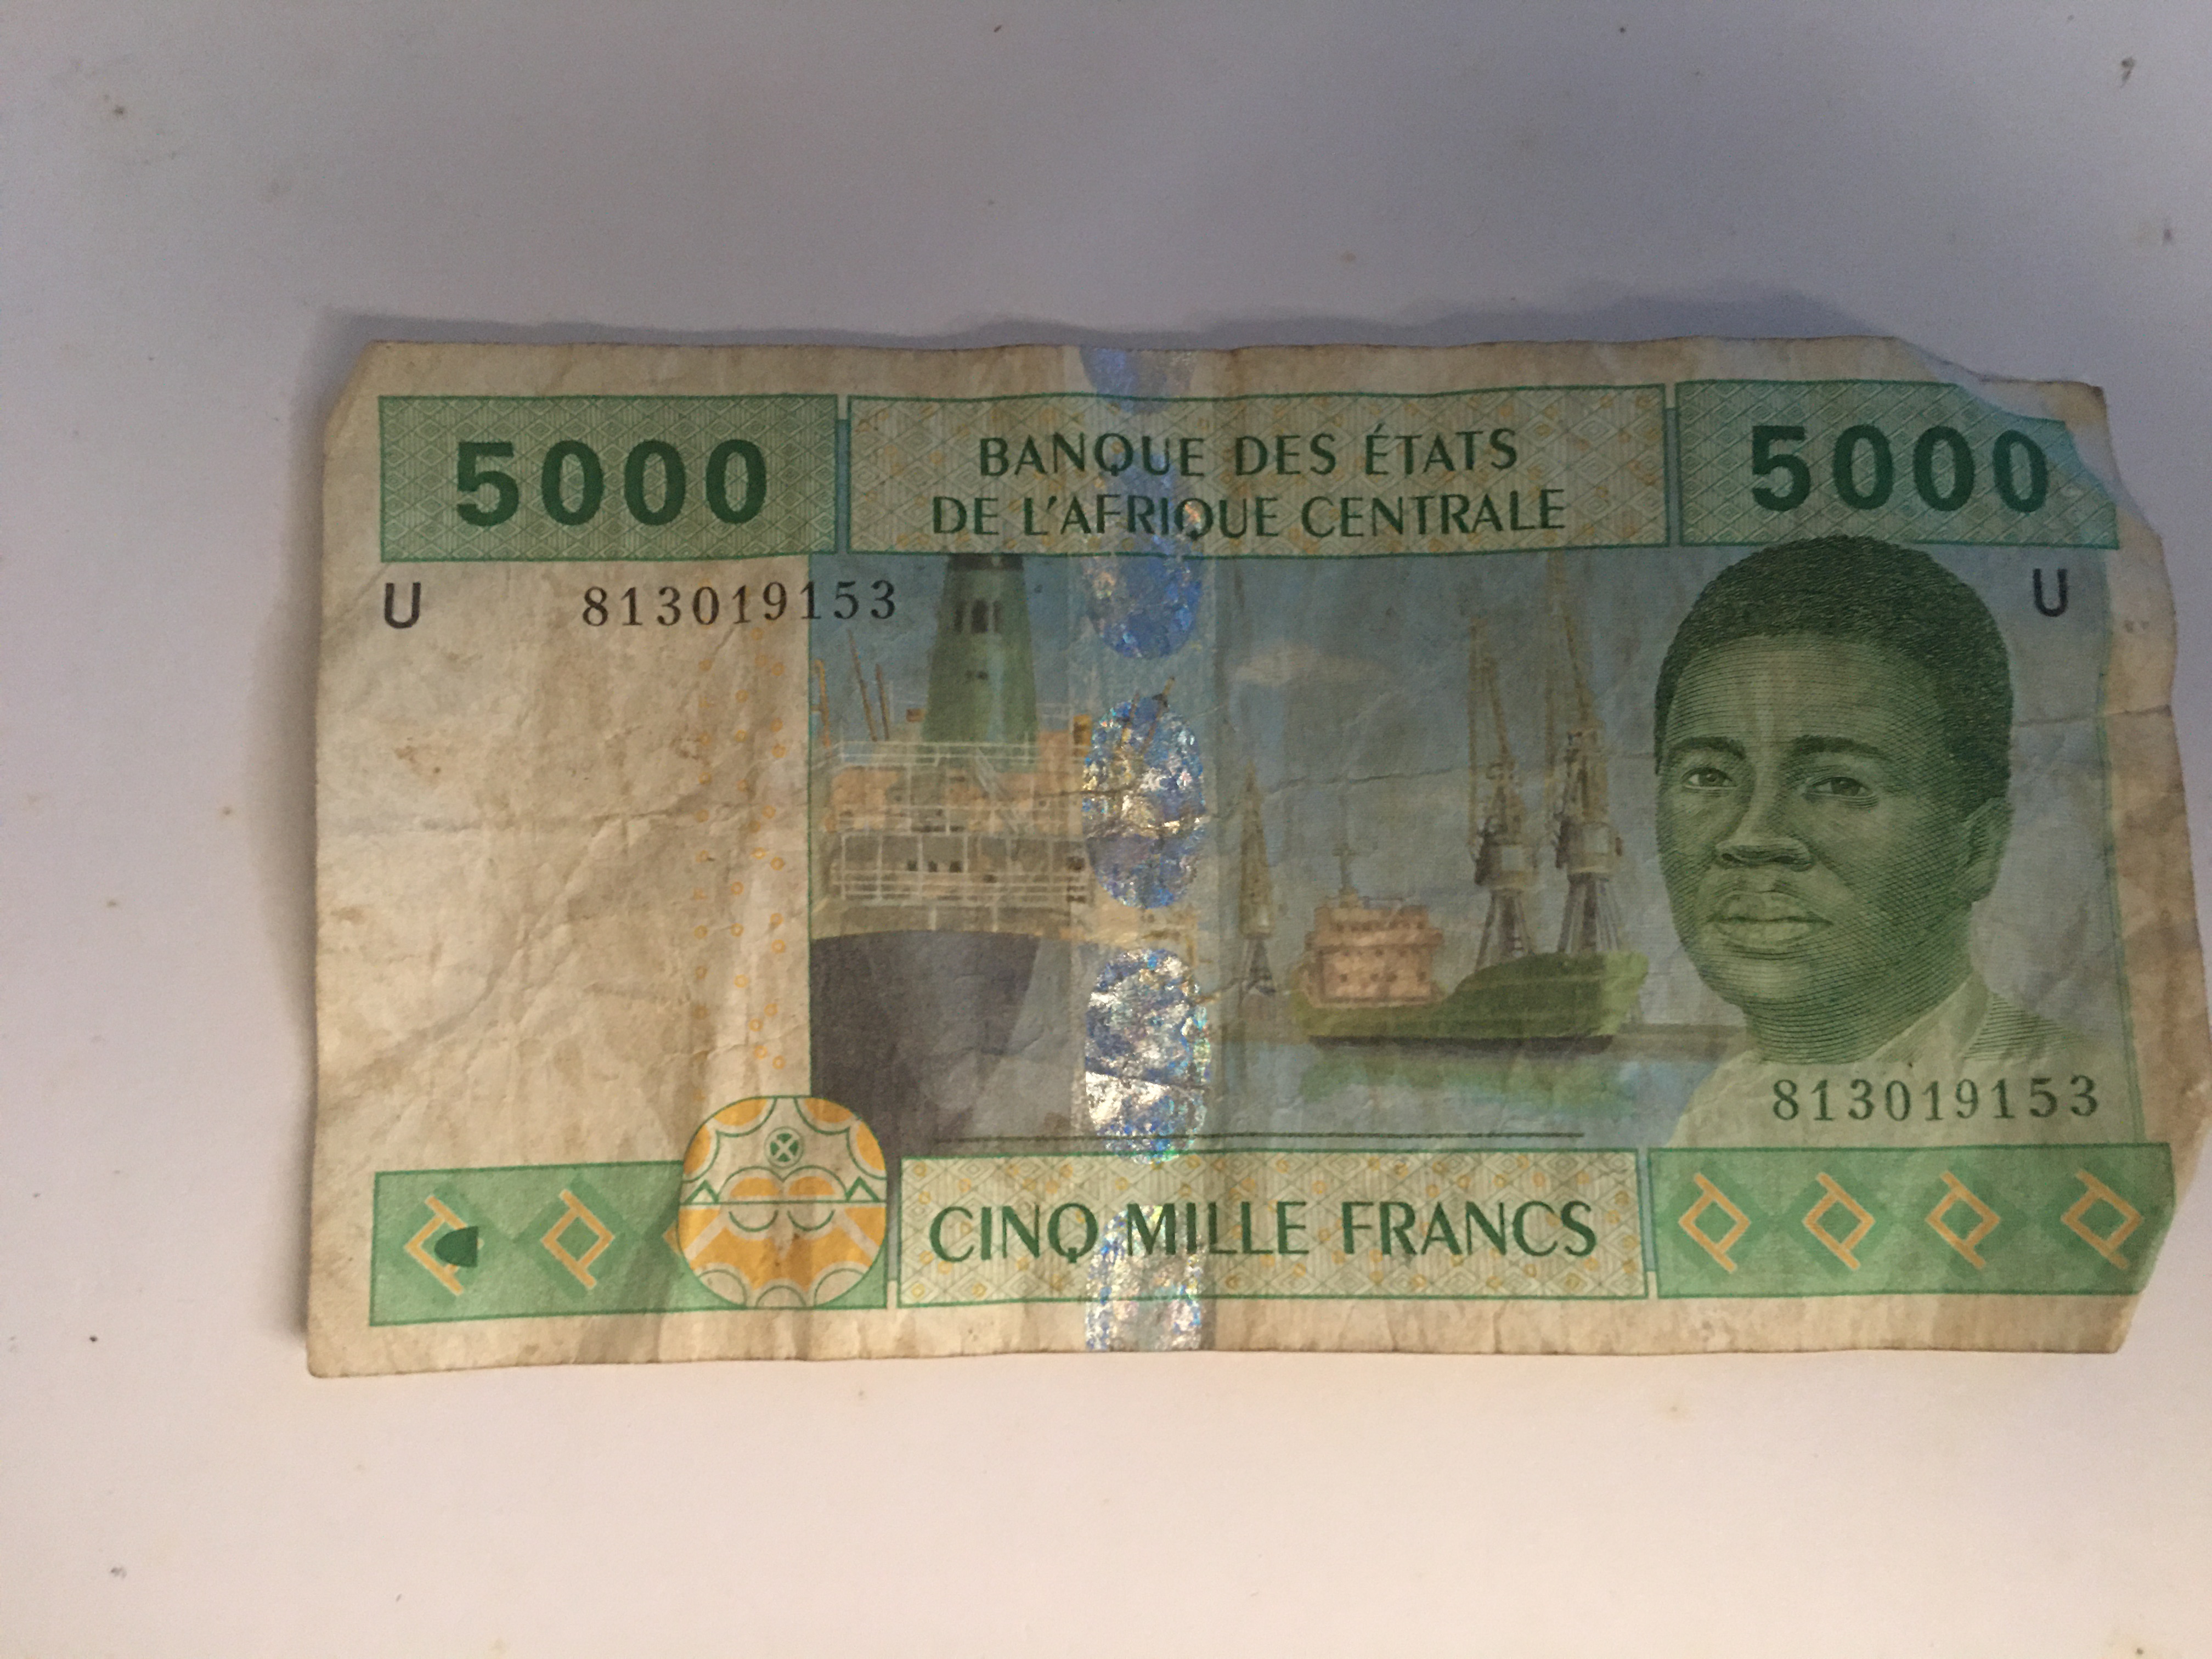 5000
BANQUE DES ÉTATS
DE L'AFRIQUE CENTRALE
5000
U
813019153
U
813019153
CINQ MILLE FRANCS